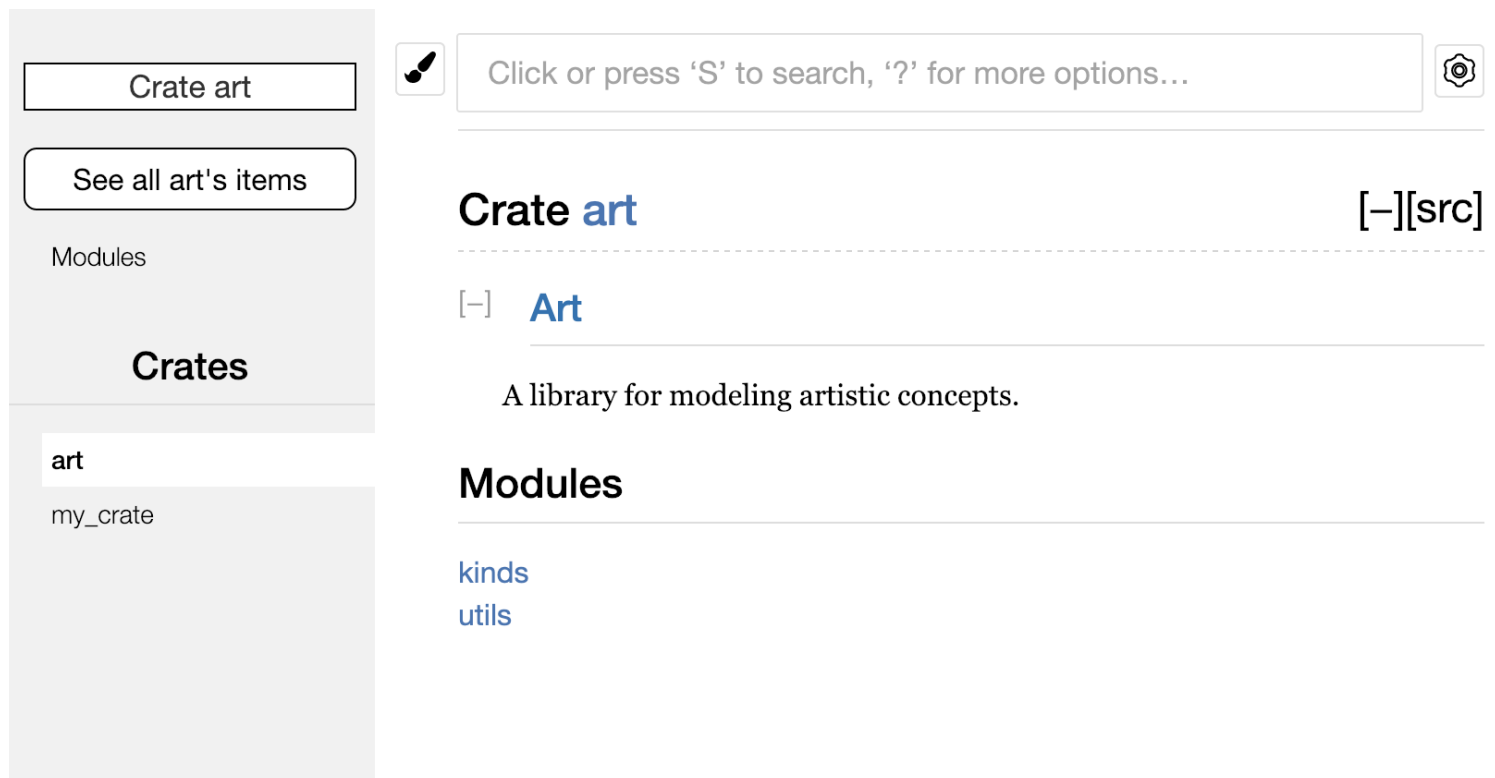 Crate art
See all art's items
Modules
Crates
art
my_crate
Click or press ‘S’ to search, ‘?’ for more options…
Crate art [−][src]
[−] Art
A library for modeling artistic concepts.
Modules
kinds
utils